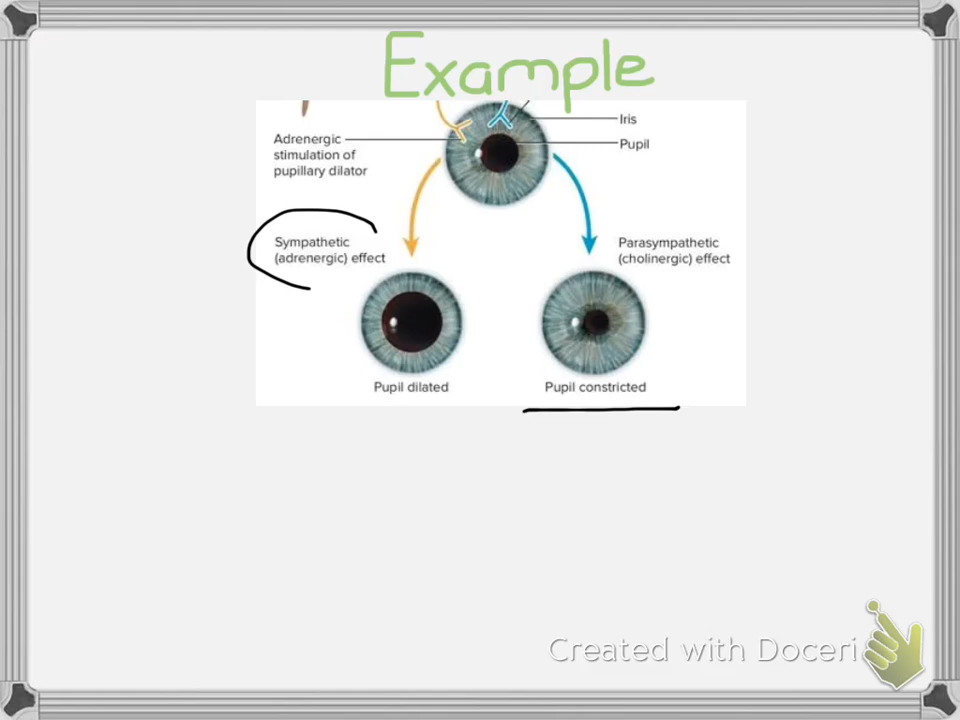 Example
Iris
Pupil
Adrenergic
stimulation of
pupillary dilator
Sympathetic
(adrenergic) effect
Parasympathetic
(cholinergic) effect
Pupil dilated
Pupil constricted
Created with Doceri